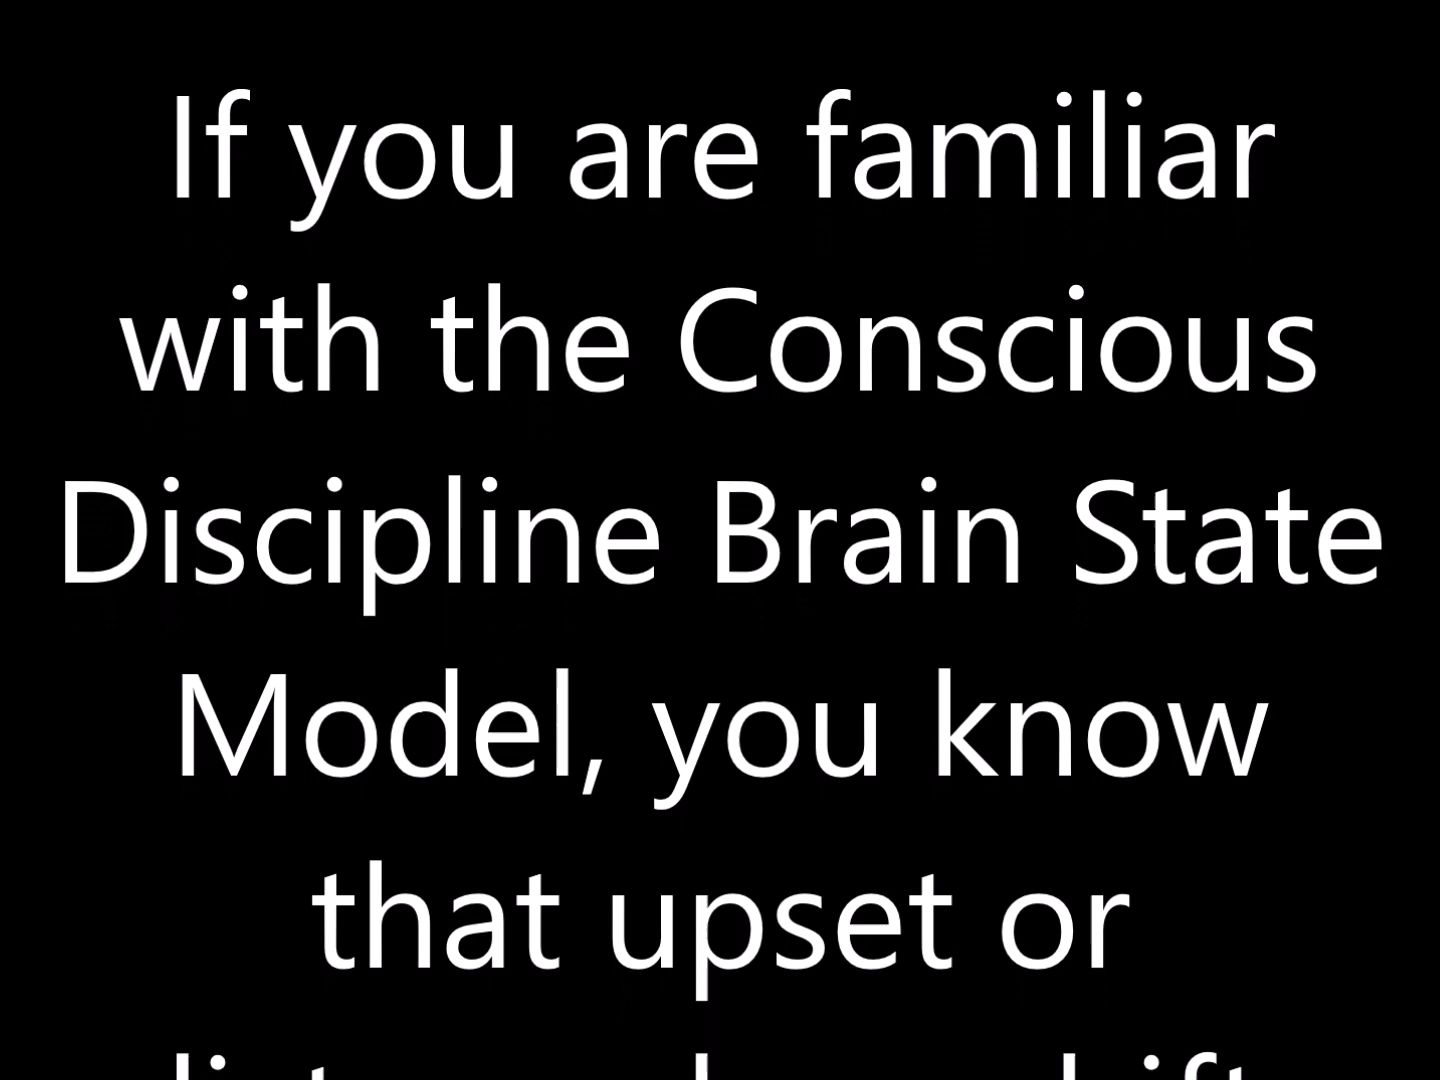 If you are familiar
with the Conscious
Discipline Brain State
Model, you know
that upset or